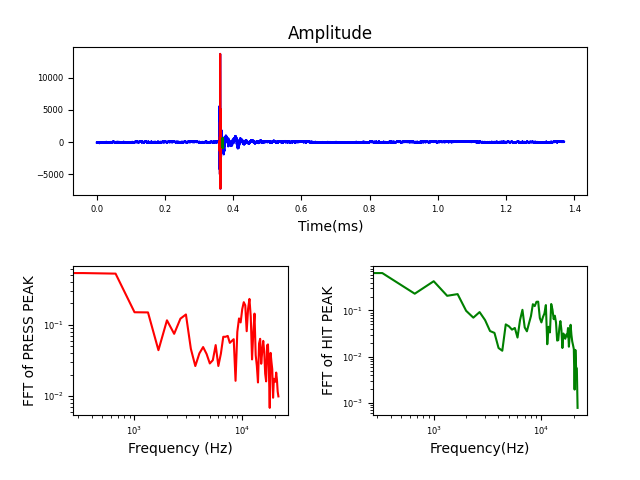 Amplitude
10000
5000
0
−5000
0.0 0.2 0.4 0.6 0.8 1.0 1.2 1.4
Time(ms)
FFT of PRESS PEAK
10⁻¹
10⁻²
10³ 10⁴
Frequency (Hz)
FFT of HIT PEAK
10⁻¹
10⁻²
10⁻³
10³ 10⁴
Frequency(Hz)